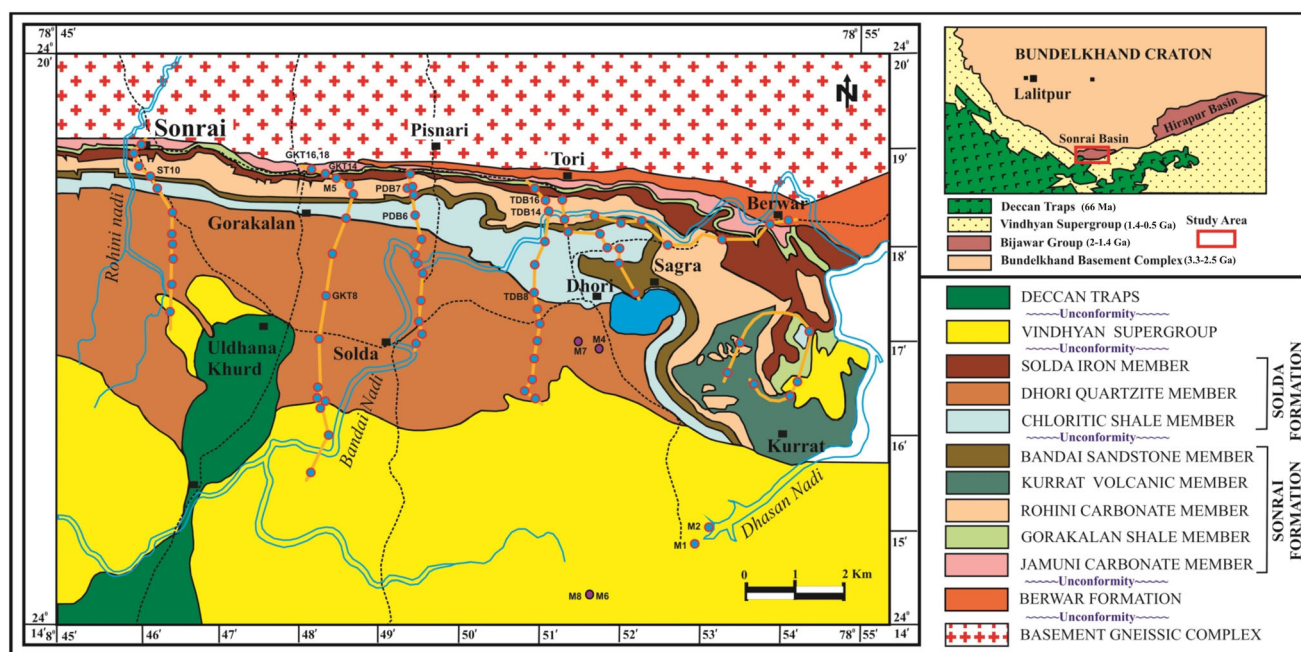 78° 45'
78° 55'
24° 20'
24° 20'
Sonrai
Pisnari
GKT16,18
GKT14
Tori
19'
ST10
M5
PDB7
TDB16
Berwar
PDB6
TDB14
Gorakalan
Rohini nadi
18'
Sagra
Dhori
GKT8
TDB8
Uldhana
Khurd
Solda
M7
M4
17'
Bandai Nadi
Kurrat
16'
Dhasan Nadi
M2
M1
15'
0 1 2 Km
M8
M6
24°
24°
14'
8°
45' 46' 47' 48' 49' 50' 51' 52' 53' 54' 78° 55' 14'
N
BUNDELKHAND CRATON
Lalitpur
Hirapur Basin
Sonrai Basin
Deccan Traps (66 Ma)
Vindhyan Supergroup (1.4-0.5 Ga)
Study Area
Bijawar Group (2-1.4 Ga)
Bundelkhand Basement Complex(3.3-2.5 Ga)
DECCAN TRAPS
~~~~~Unconformity~~~~~
VINDHYAN SUPERGROUP
~~~~~Unconformity~~~~~
SOLDA IRON MEMBER
DHORI QUARTZITE MEMBER
CHLORITIC SHALE MEMBER
SOLDA
FORMATION
~~~~~Unconformity~~~~~
BANDAI SANDSTONE MEMBER
KURRAT VOLCANIC MEMBER
ROHINI CARBONATE MEMBER
GORAKALAN SHALE MEMBER
JAMUNI CARBONATE MEMBER
SONRAI
FORMATION
~~~~~Unconformity~~~~~
BERWAR FORMATION
~~~~~Unconformity~~~~~
BASEMENT GNEISSIC COMPLEX